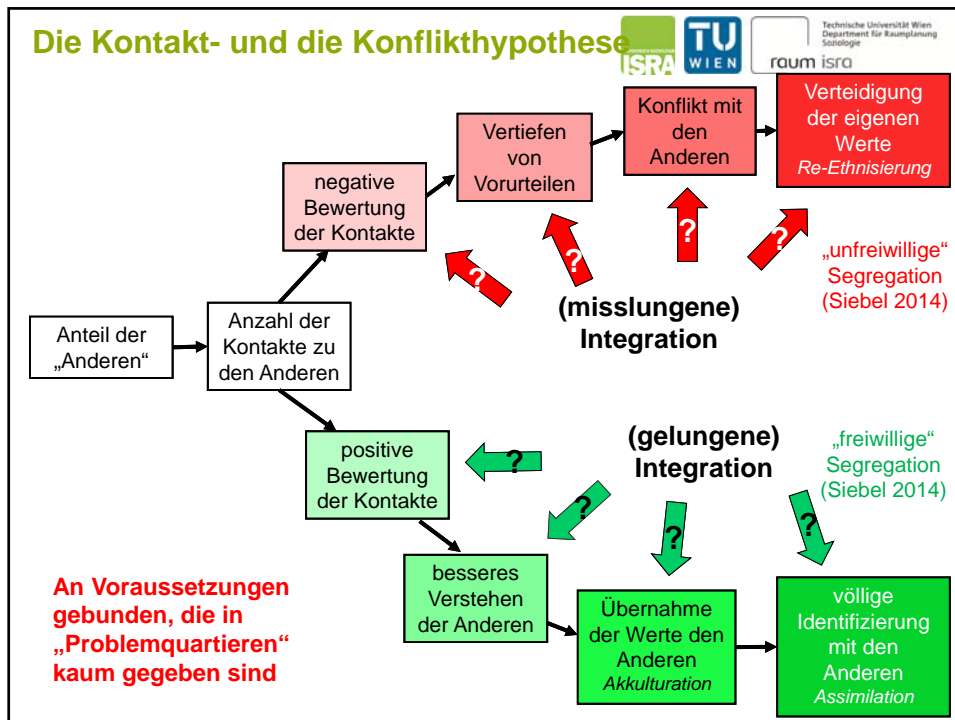 Die Kontakt- und die Konflikthypothese
ISRA
TU
WIEN
Technische Universität Wien
Department für Raumplanung
Soziologie
raum isra
Verteidigung
der eigenen
Werte
Re-Ethnisierung
Konflikt mit
den
Anderen
Vertiefen
von
Vorurteilen
negative
Bewertung
der Kontakte
?
?
?
?
„unfreiwillige“
Segregation
(Siebel 2014)
(misslungene)
Integration
Anteil der
„Anderen“
Anzahl der
Kontakte zu
den Anderen
(gelungene)
Integration
„freiwillige“
Segregation
(Siebel 2014)
positive
Bewertung
der Kontakte
?
?
?
?
besseres
Verstehen
der Anderen
Übernahme
der Werte den
Anderen
Akkulturation
völlige
Identifizierung
mit den
Anderen
Assimilation
An Voraussetzungen
gebunden, die in
„Problemquartieren“
kaum gegeben sind